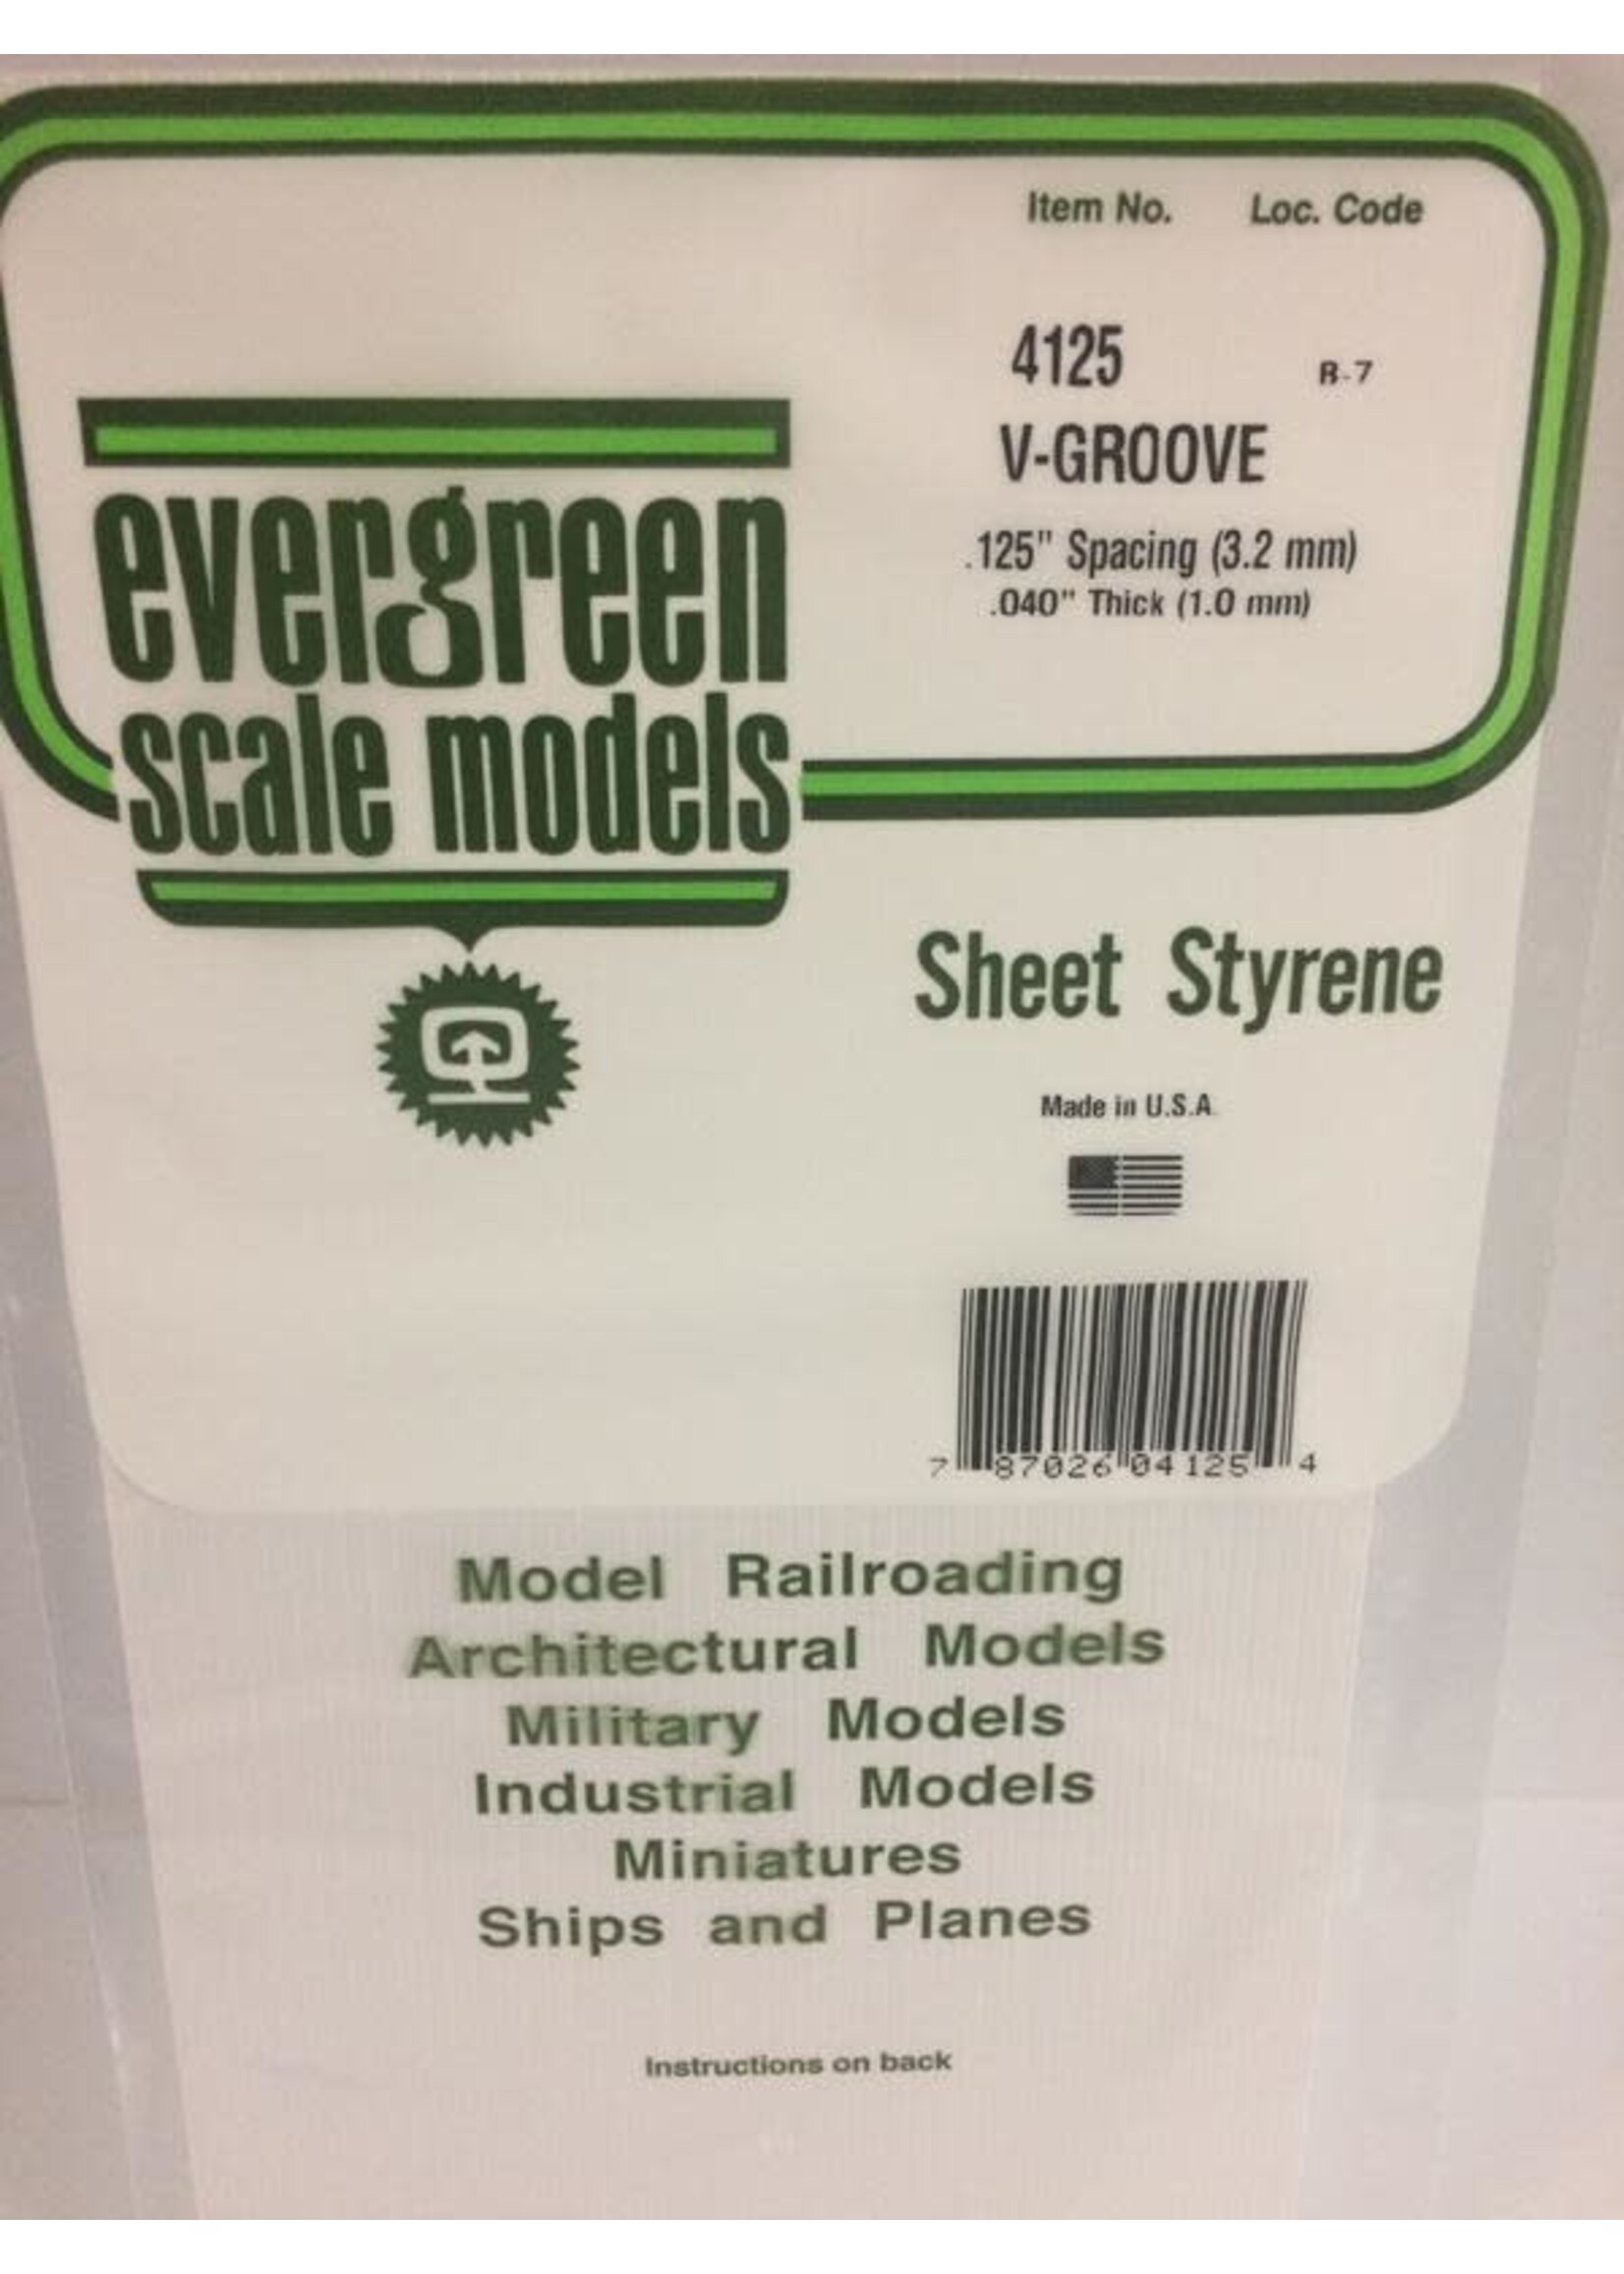 Item No. Loc. Code
4125 B-7
V-GROOVE
.125" Spacing (3.2 mm)
.040" Thick (1.0 mm)
evergreen
scale models
Sheet Styrene
Made in U.S.A.
7 87026 04125 4
Model Railroading
Architectural Models
Military Models
Industrial Models
Miniatures
Ships and Planes
Instructions on back